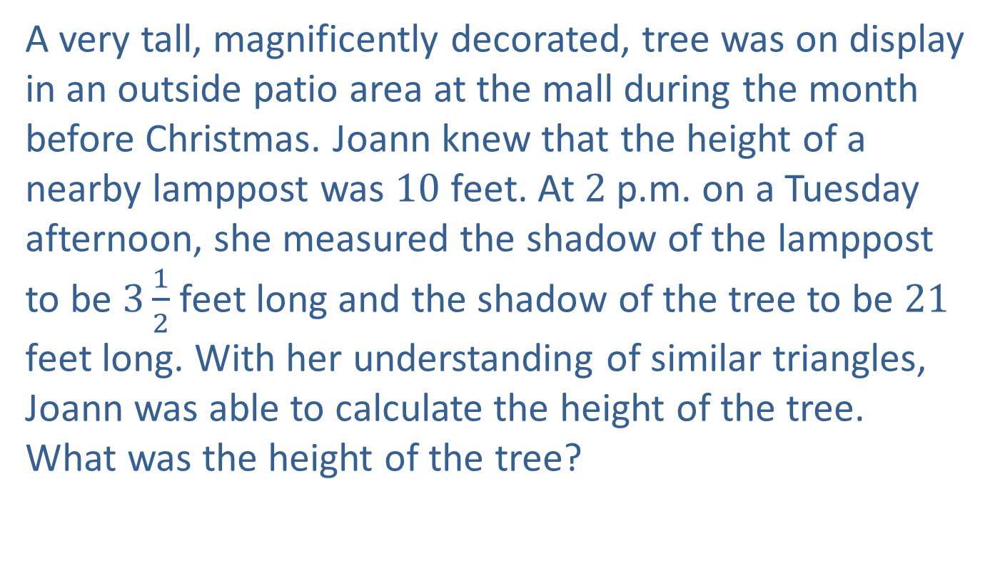 A very tall, magnificently decorated, tree was on display
in an outside patio area at the mall during the month
before Christmas. Joann knew that the height of a
nearby lamppost was 10 feet. At 2 p.m. on a Tuesday
afternoon, she measured the shadow of the lamppost
to be 3 1/2 feet long and the shadow of the tree to be 21
feet long. With her understanding of similar triangles,
Joann was able to calculate the height of the tree.
What was the height of the tree?